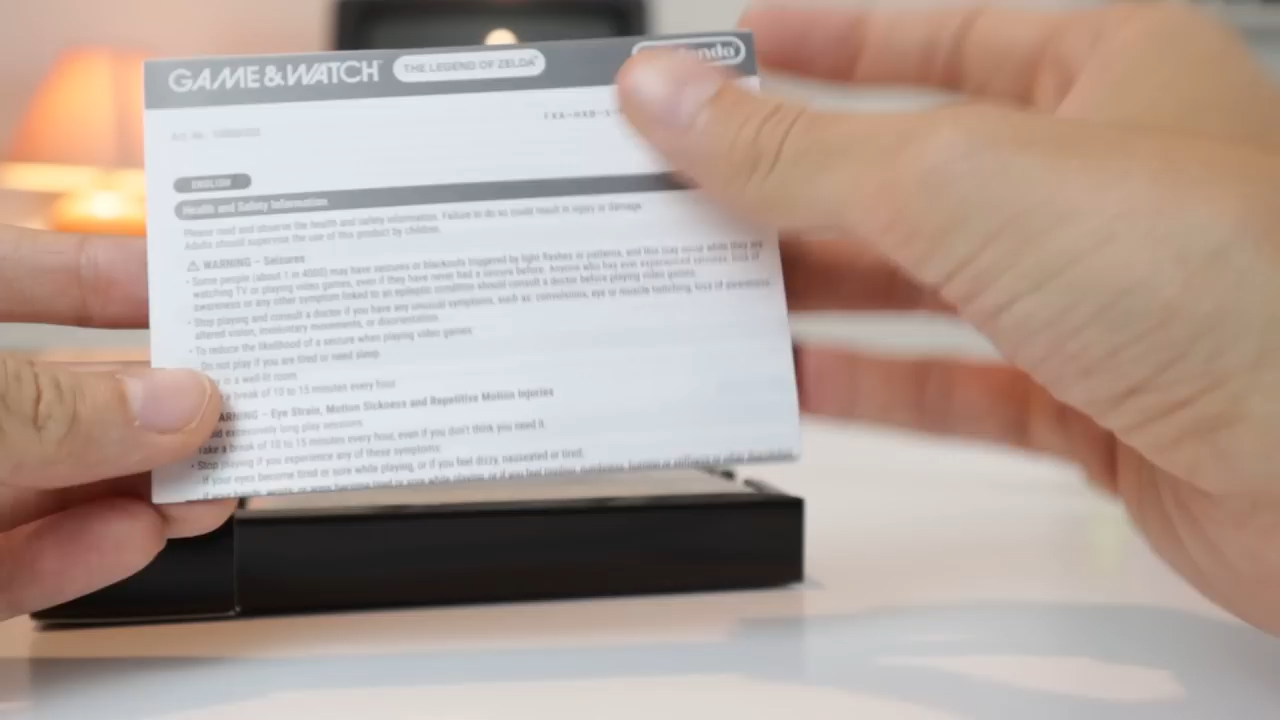 GAME & WATCH THE LEGEND OF ZELDA
ENGLISH
Health and Safety Information
Please read and observe the health and safety information. Failure to do so could result in injury or damage.
Adults should supervise the use of this product by children.
WARNING – Seizures
• Some people (about 1 in 4000) may have seizures or blackouts triggered by light flashes or patterns, and this may occur while they are
watching TV or playing video games, even if they have never had a seizure before. Anyone who has ever experienced seizures, loss of
awareness or any other symptom linked to an epileptic condition should consult a doctor before playing video games.
• Stop playing and consult a doctor if you have any unusual symptoms, such as: convulsions, eye or muscle twitching, loss of awareness,
altered vision, involuntary movements, or disorientation.
• To reduce the likelihood of a seizure when playing video games:
Do not play if you are tired or need sleep.
in a well-lit room.
a break of 10 to 15 minutes every hour.
WARNING – Eye Strain, Motion Sickness and Repetitive Motion Injuries
excessively long play sessions.
Take a break of 10 to 15 minutes every hour, even if you don't think you need it.
• Stop playing if you experience any of these symptoms:
- If your eyes become tired or sore while playing, or if you feel dizzy, nauseated or tired.